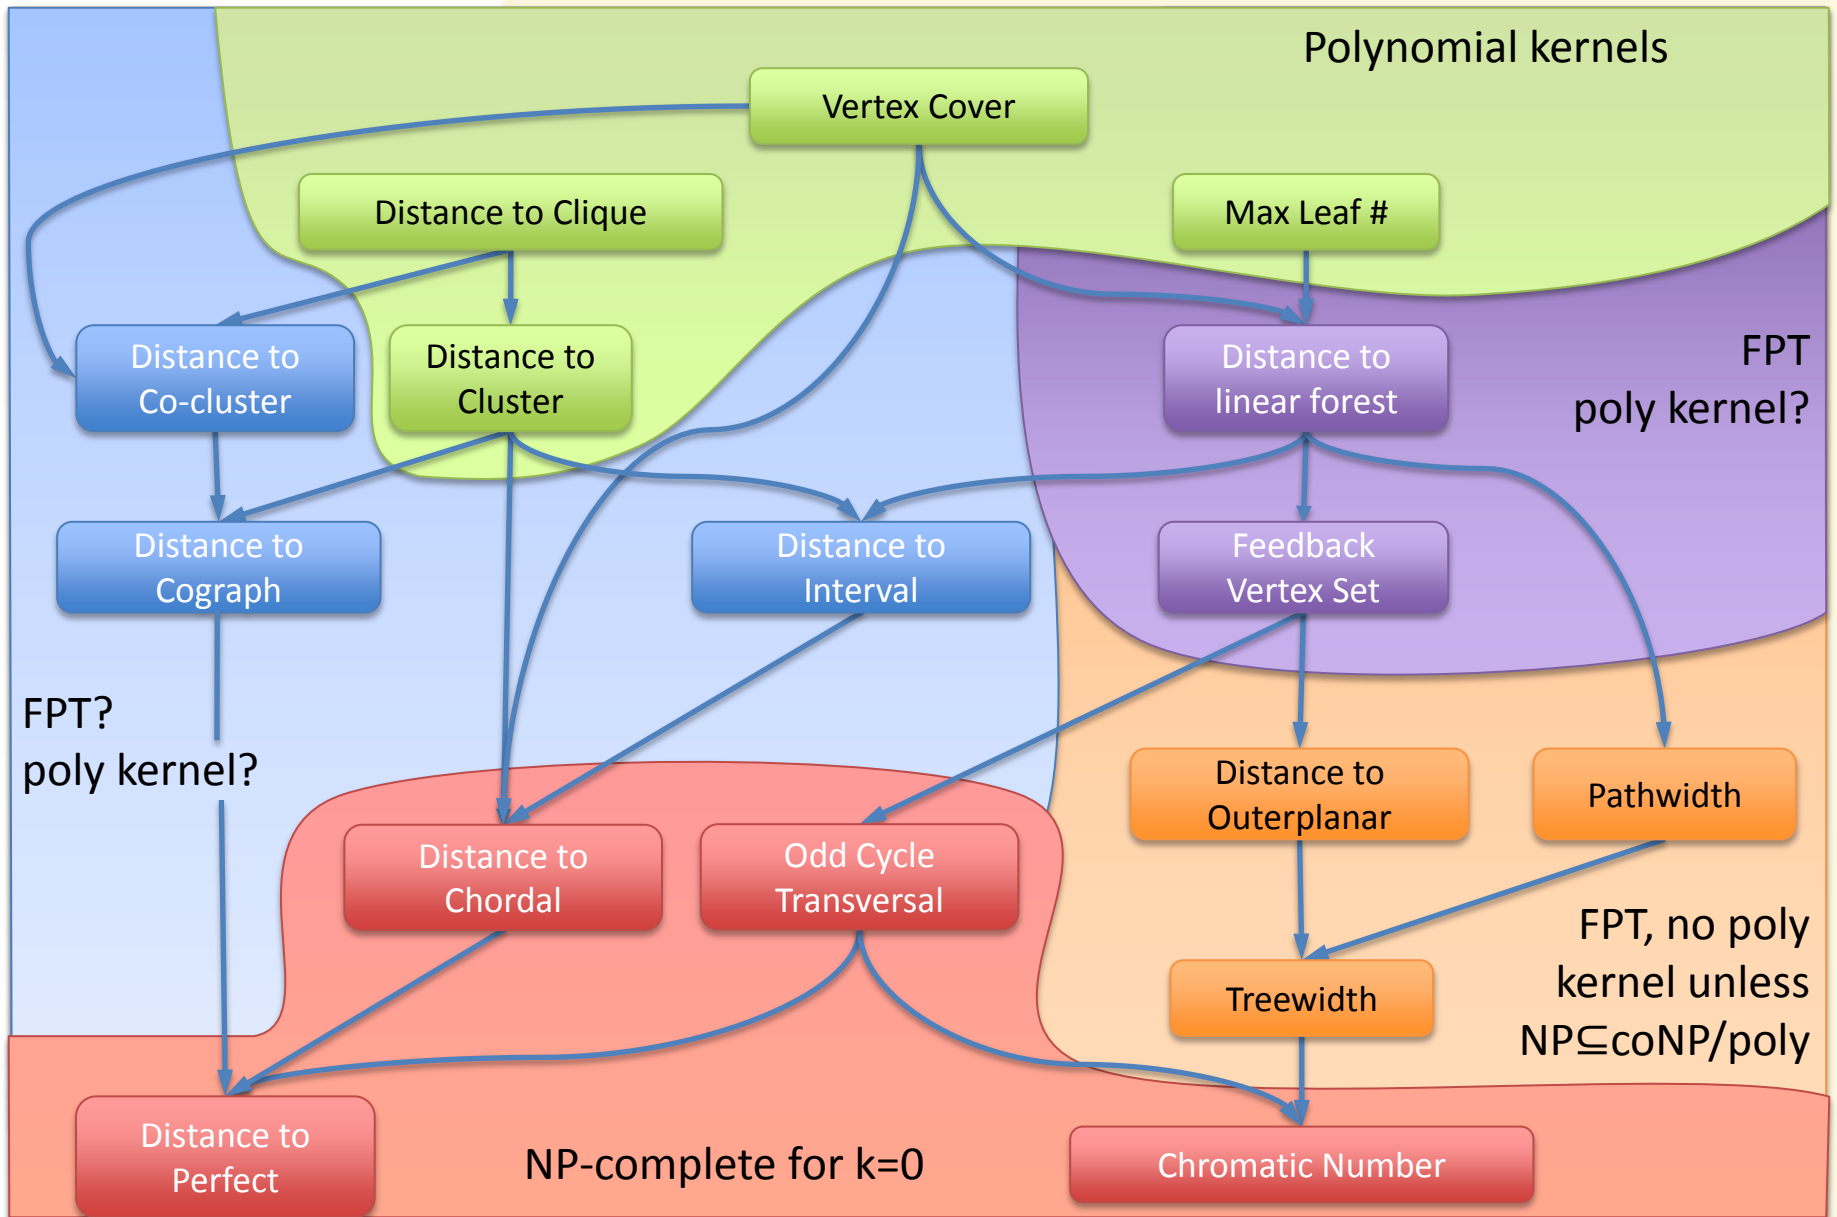 Polynomial kernels
Vertex Cover
Distance to Clique
Max Leaf #
Distance to
Co-cluster
Distance to
Cluster
Distance to
linear forest
FPT
poly kernel?
Distance to
Cograph
Distance to
Interval
Feedback
Vertex Set
FPT?
poly kernel?
Distance to
Outerplanar
Pathwidth
Distance to
Chordal
Odd Cycle
Transversal
FPT, no poly
kernel unless
NP⊆coNP/poly
Treewidth
Distance to
Perfect
NP-complete for k=0
Chromatic Number